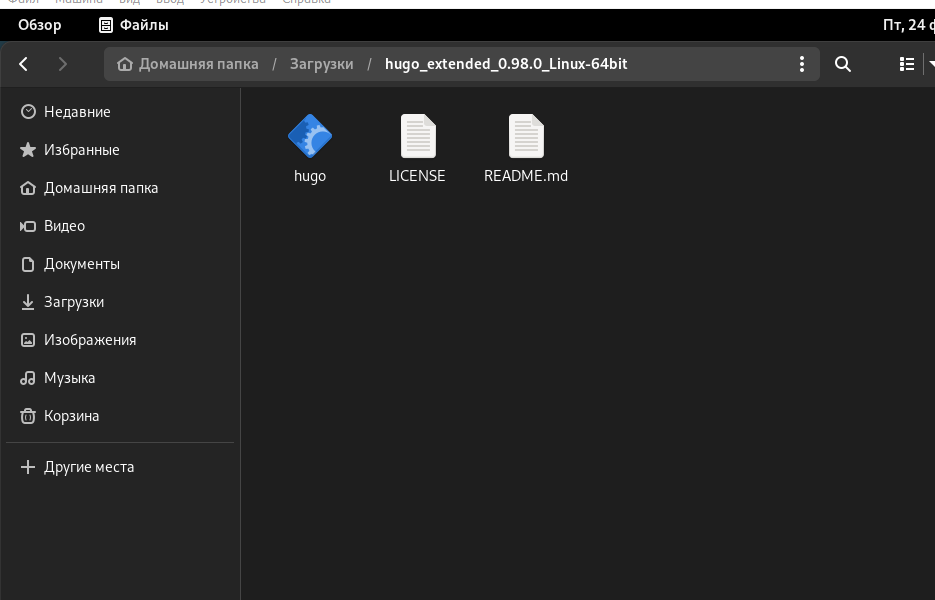 Файл Машина Вид Ввод Устройства Справка
Обзор Файлы Пт, 24
Домашняя папка / Загрузки / hugo_extended_0.98.0_Linux-64bit
Недавние
Избранные
Домашняя папка
Видео
Документы
Загрузки
Изображения
Музыка
Корзина
Другие места
hugo LICENSE README.md